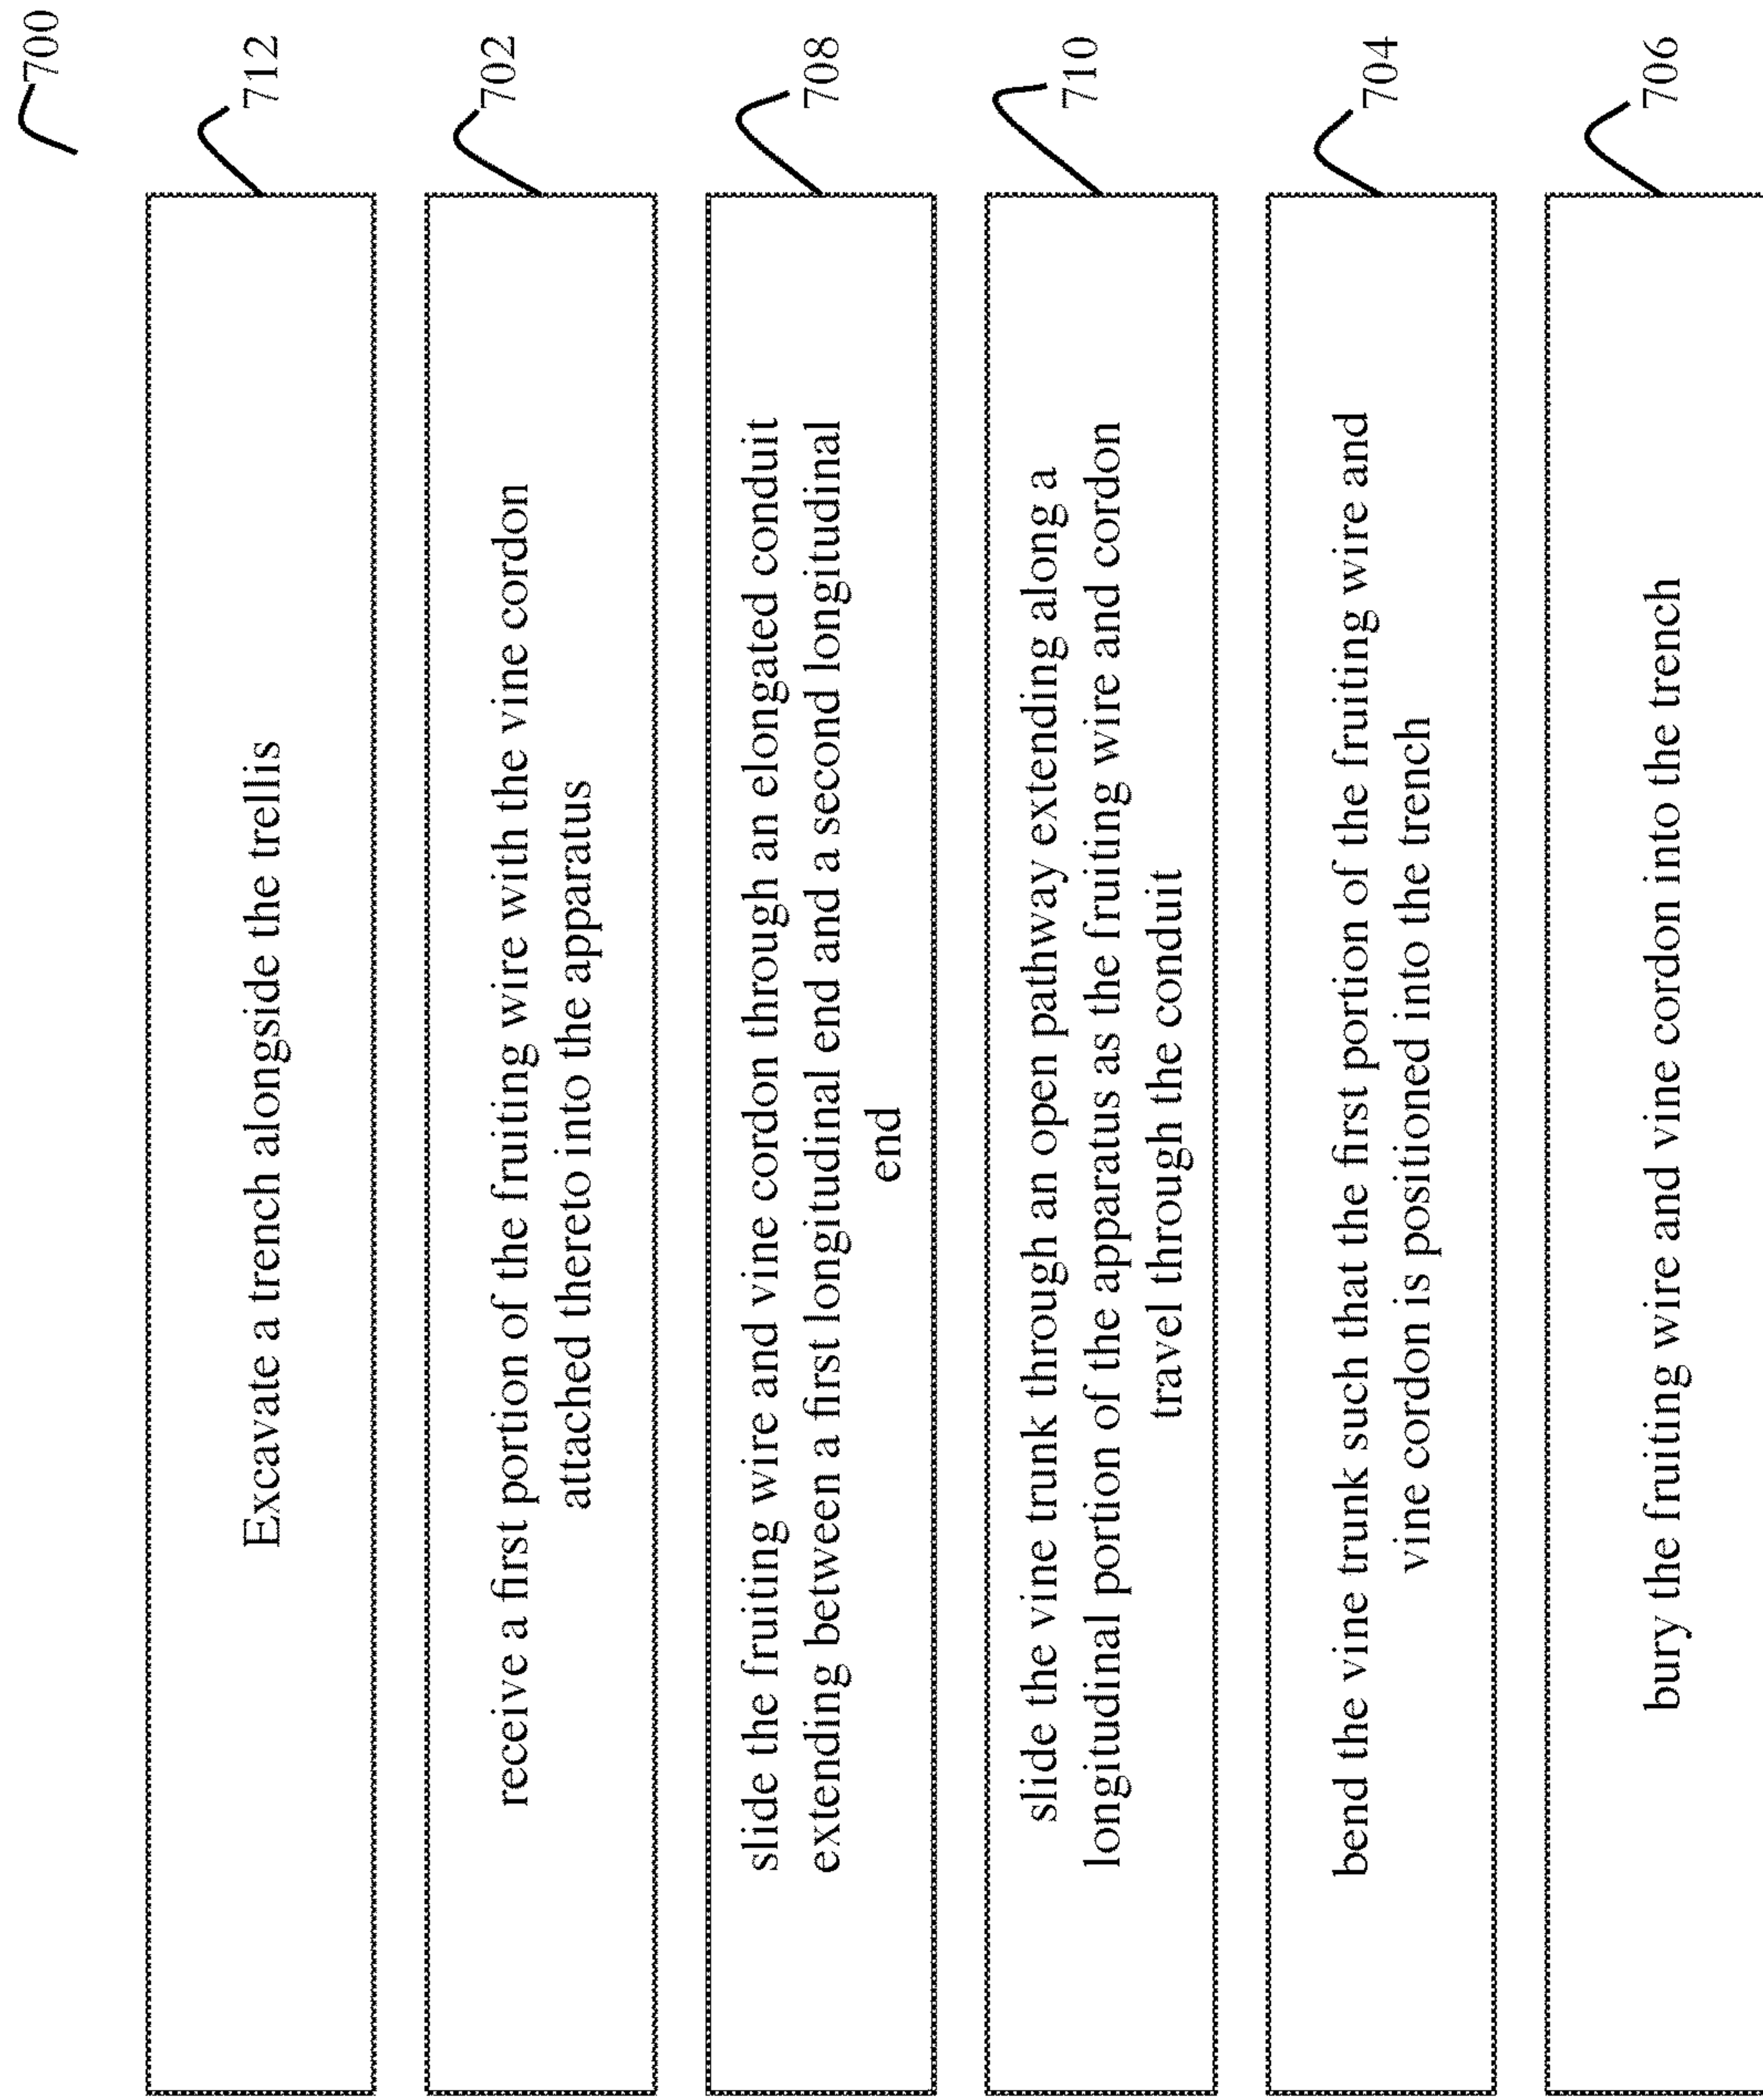 700
Excavate a trench alongside the trellis
712
receive a first portion of the fruiting wire with the vine cordon
attached thereto into the apparatus
702
slide the fruiting wire and vine cordon through an elongated conduit
extending between a first longitudinal end and a second longitudinal
end
708
slide the vine trunk through an open pathway extending along a
longitudinal portion of the apparatus as the fruiting wire and cordon
travel through the conduit
710
bend the vine trunk such that the first portion of the fruiting wire and
vine cordon is positioned into the trench
704
bury the fruiting wire and vine cordon into the trench
706